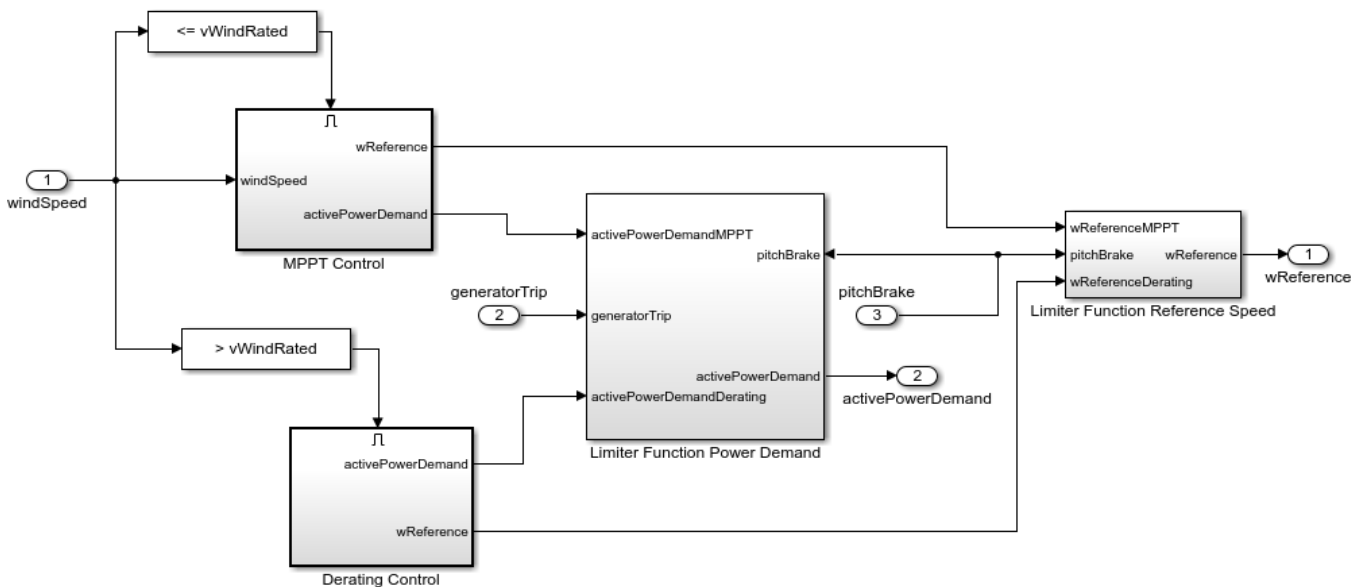 <= vWindRated
wReference
1
windSpeed
windSpeed
activePowerDemand
MPPT Control
activePowerDemandMPPT
pitchBrake
generatorTrip
2
generatorTrip
pitchBrake
3
wReferenceMPPT
pitchBrake
wReference
wReferenceDerating
1
wReference
Limiter Function Reference Speed
> vWindRated
activePowerDemand
activePowerDemandDerating
2
activePowerDemand
Limiter Function Power Demand
activePowerDemand
wReference
Derating Control